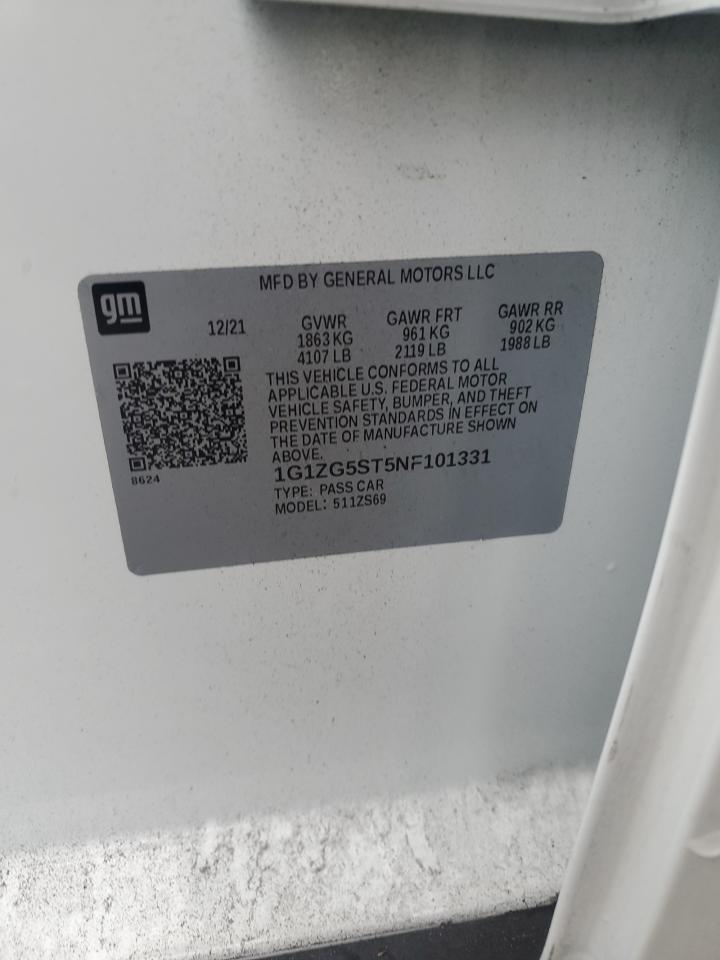 gm
MFD BY GENERAL MOTORS LLC
12/21
GVWR
1863 KG
4107 LB
GAWR FRT
961 KG
2119 LB
GAWR RR
902 KG
1988 LB
THIS VEHICLE CONFORMS TO ALL
APPLICABLE U.S. FEDERAL MOTOR
VEHICLE SAFETY, BUMPER, AND THEFT
PREVENTION STANDARDS IN EFFECT ON
THE DATE OF MANUFACTURE SHOWN
ABOVE.
1G1ZG5ST5NF101331
TYPE: PASS CAR
MODEL: 511ZS69
8624